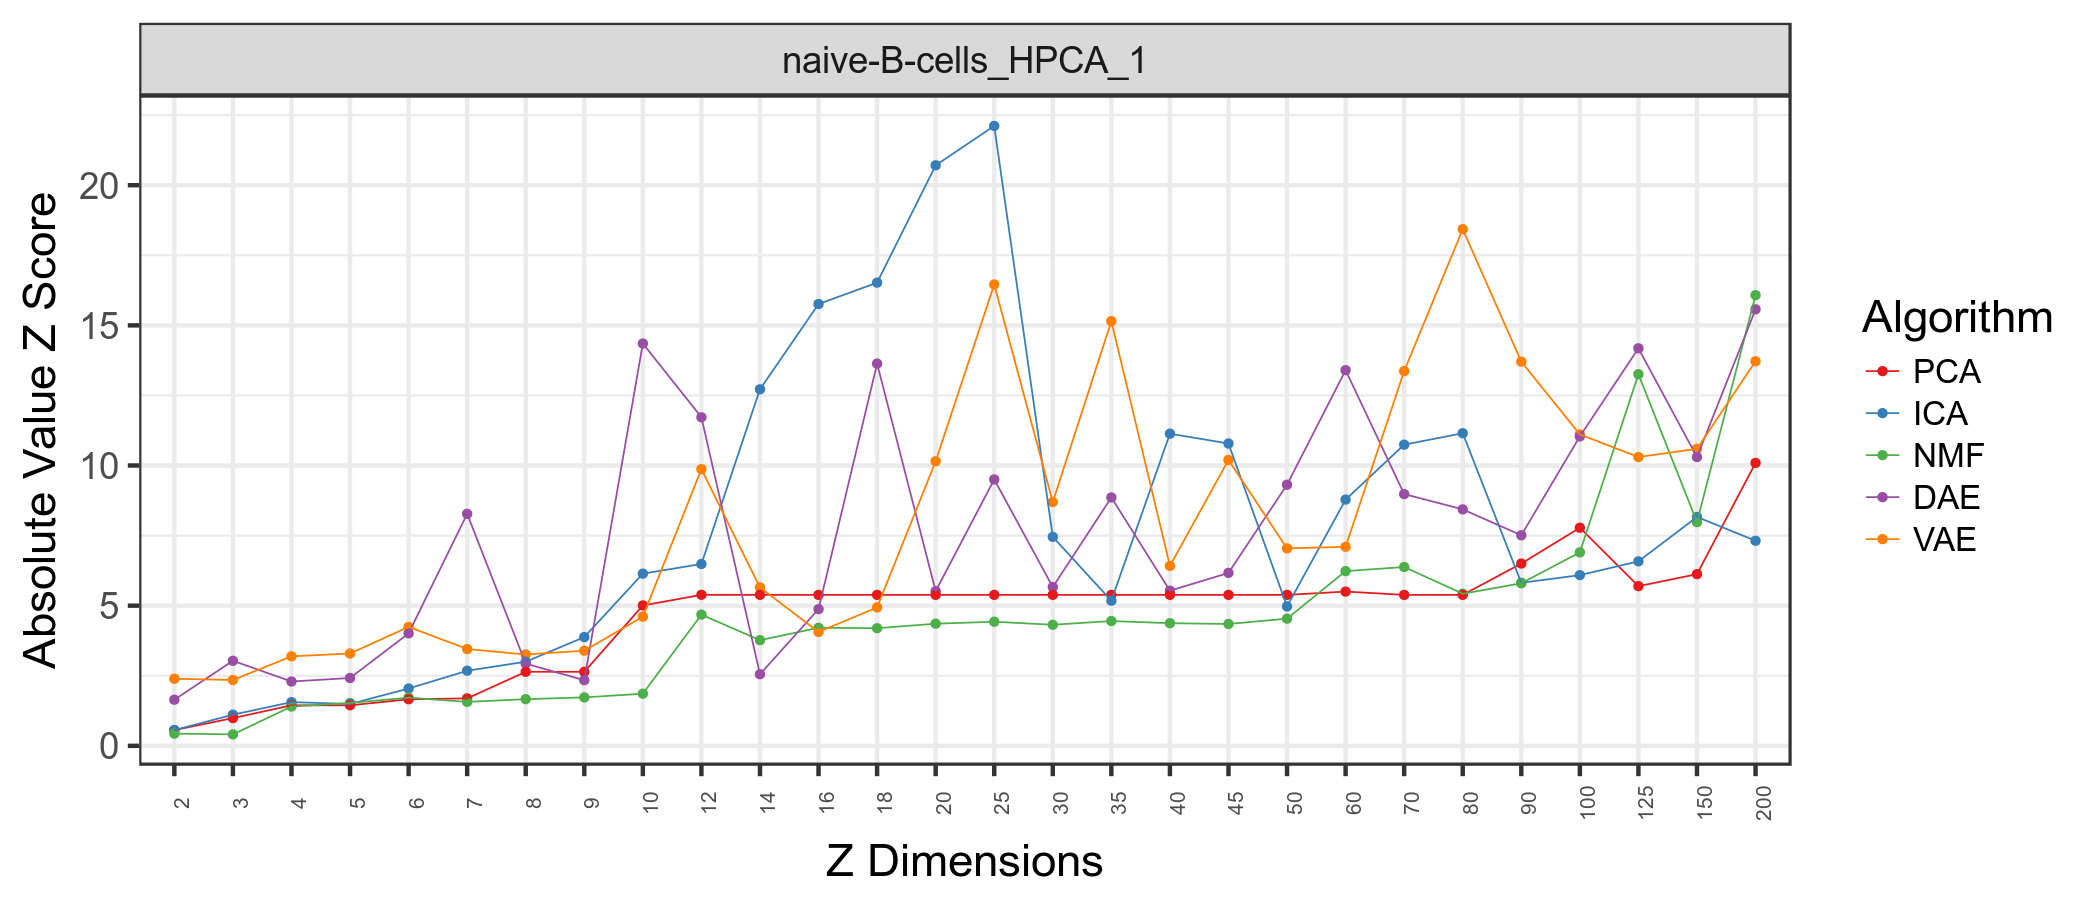 naive-B-cells_HPCA_1
Absolute Value Z Score
20
15
10
5
0
2 3 4 5 6 7 8 9 10 12 14 16 18 20 25 30 35 40 45 50 60 70 80 90 100 125 150 200
Z Dimensions
Algorithm
PCA
ICA
NMF
DAE
VAE